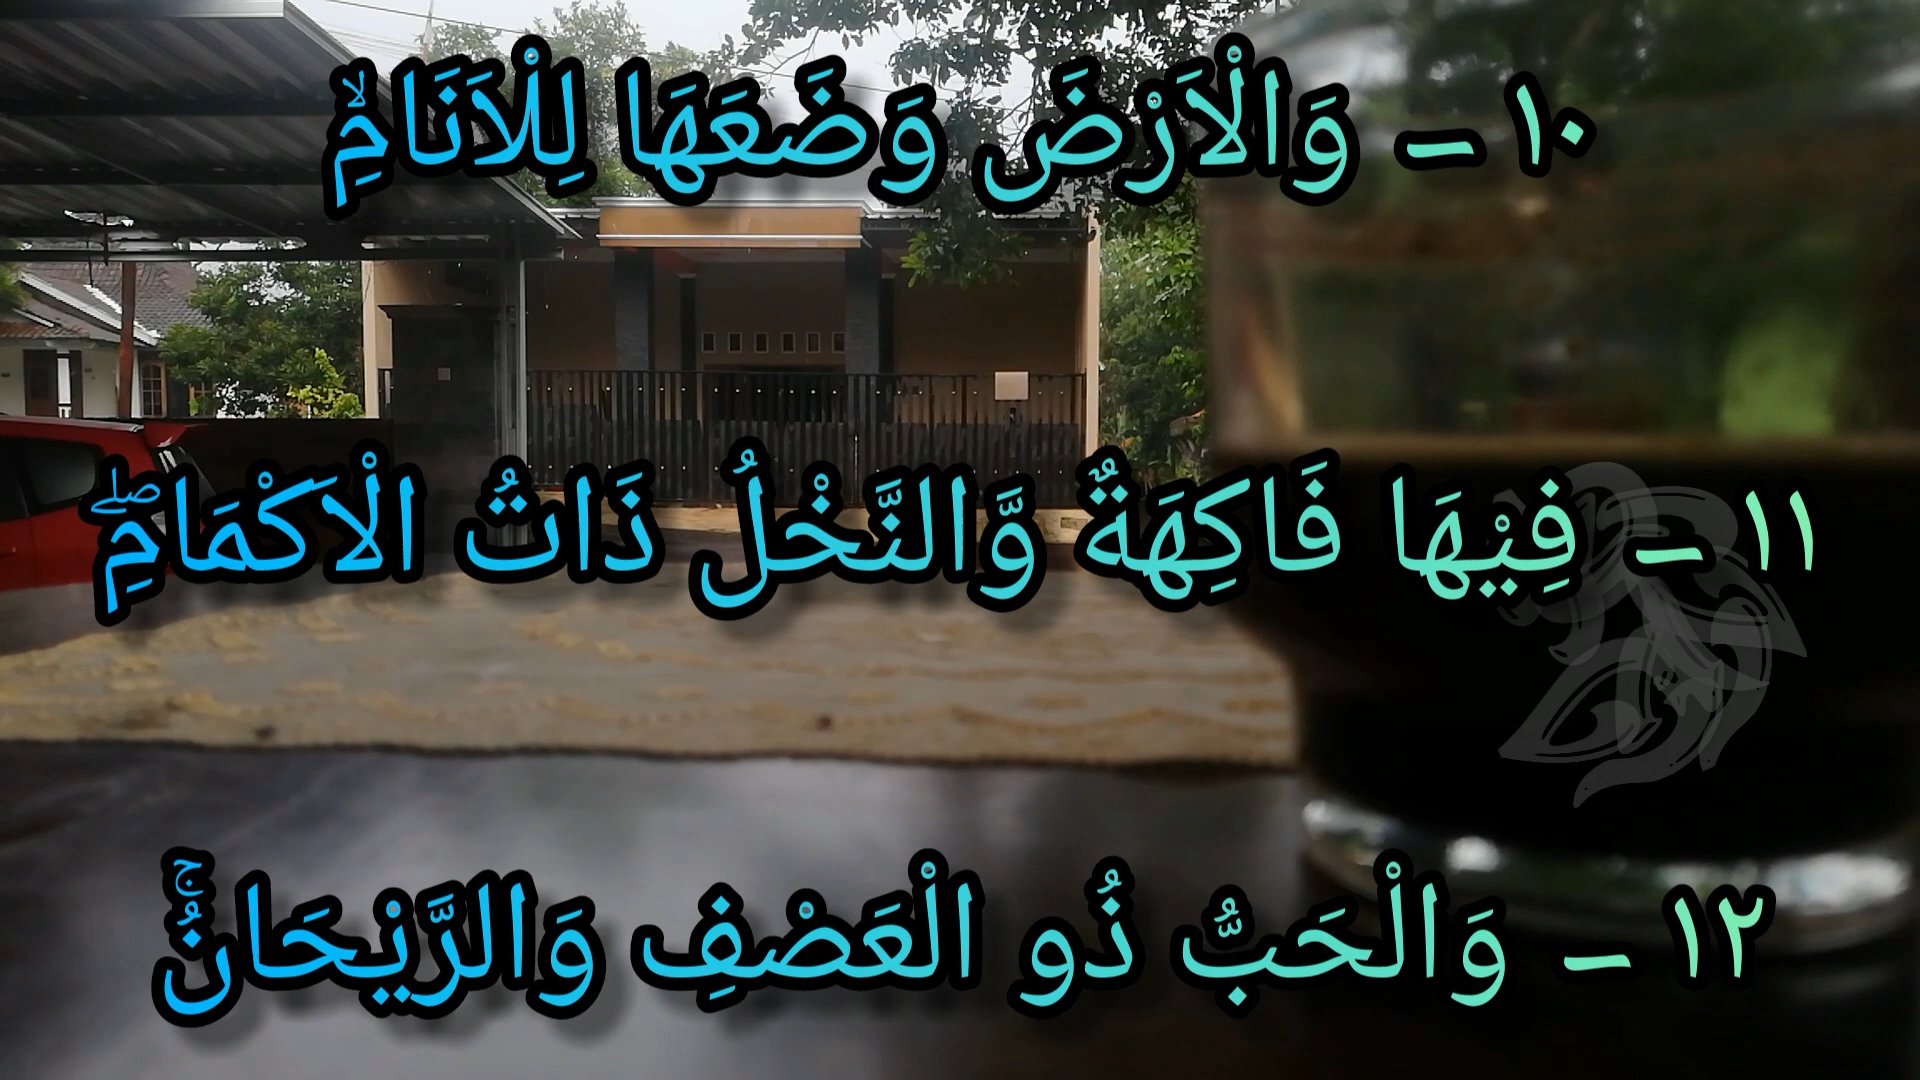 ١٠ - وَالْاَرْضَ وَضَعَهَا لِلْاَنَامِۙ
١١ - فِيْهَا فَاكِهَةٌ وَّالنَّخْلُ ذَاتُ الْاَكْمَامِۖ
١٢ - وَالْحَبُّ ذُو الْعَصْفِ وَالرَّيْحَانُۚ